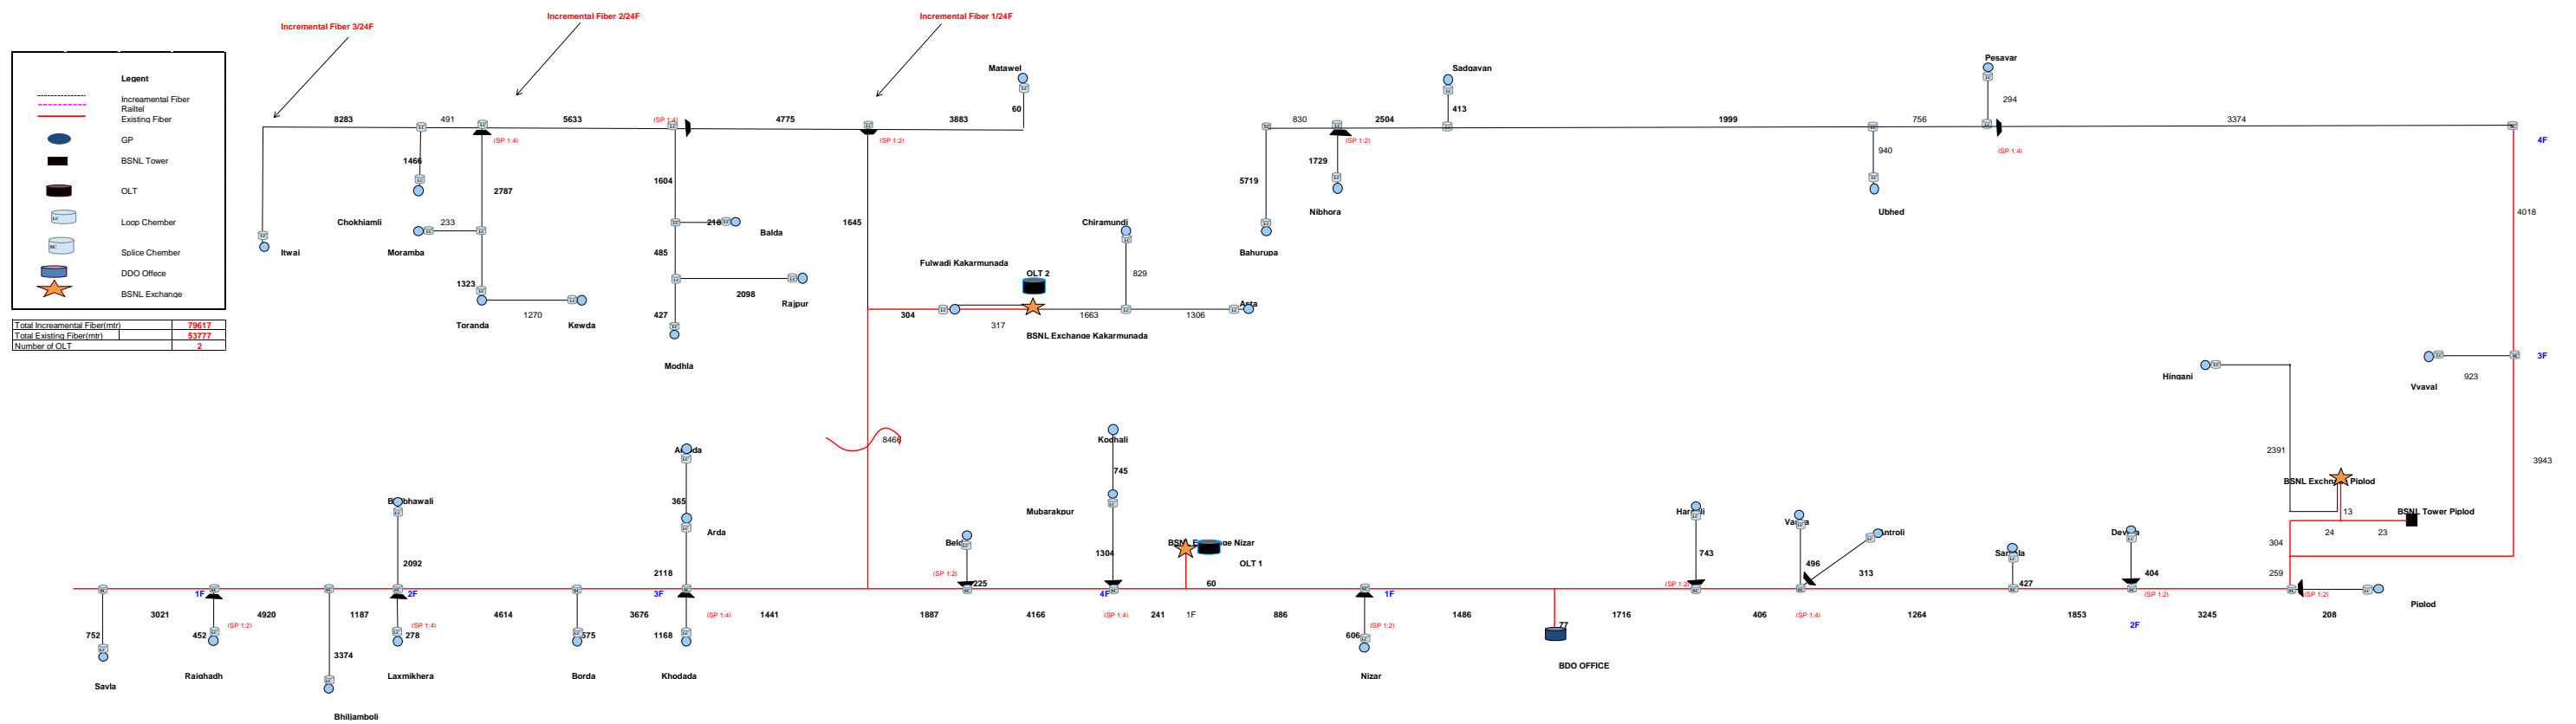 Incremental Fiber 3/24F
Incremental Fiber 2/24F
Incremental Fiber 1/24F
Legent
Increamental Fiber
Railtel
Existing Fiber
GP
BSNL Tower
OLT
Loop Chember
Splice Chember
DDO Offece
BSNL Exchange
Total Increamental Fiber(mtr) 79617
Total Existing Fiber(mtr) 53777
Number of OLT 2
Matawel
Sadgavan
Pesavar
60
413
294
8283
491
5633
(SP 1:4)
4775
3883
830
2504
1999
756
3374
(SP 1:4)
(SP 1:2)
(SP 1:2)
(SP 1:4)
4F
1466
2787
1604
1729
940
5719
Chokhiamli
233
218
1645
Chiramundi
Nibhora
Ubhed
4018
Itwai
Moramba
Balda
485
Bahurupa
Fulwadi Kakarmunada
OLT 2
829
1323
2098
Rajpur
Asta
1270
427
304
317
1663
1306
Toranda
Kewda
BSNL Exchange Kakarmunada
Modhla
3F
Hingani
Vyaval
923
8466
Kodhali
745
2391
3943
365
Mubarakpur
BSNL Tower Piplod
13
24
23
Arda
304
2092
2118
1304
OLT 1
743
496
313
427
404
259
(SP 1:2)
225
60
(SP 1:2)
1F
2F
3F
4F
1F
(SP 1:2)
(SP 1:2)
3021
4920
1187
4614
3676
(SP 1:4)
1441
1887
4166
(SP 1:4)
241
1F
886
1486
1716
406
(SP 1:4)
1264
1853
3245
208
Piplod
752
452
(SP 1:2)
278
(SP 1:4)
575
1168
606
(SP 1:2)
77
2F
3374
BDO OFFICE
Savla
Raighadh
Laxmikhera
Borda
Khodada
Nizar
Bhiljamboli